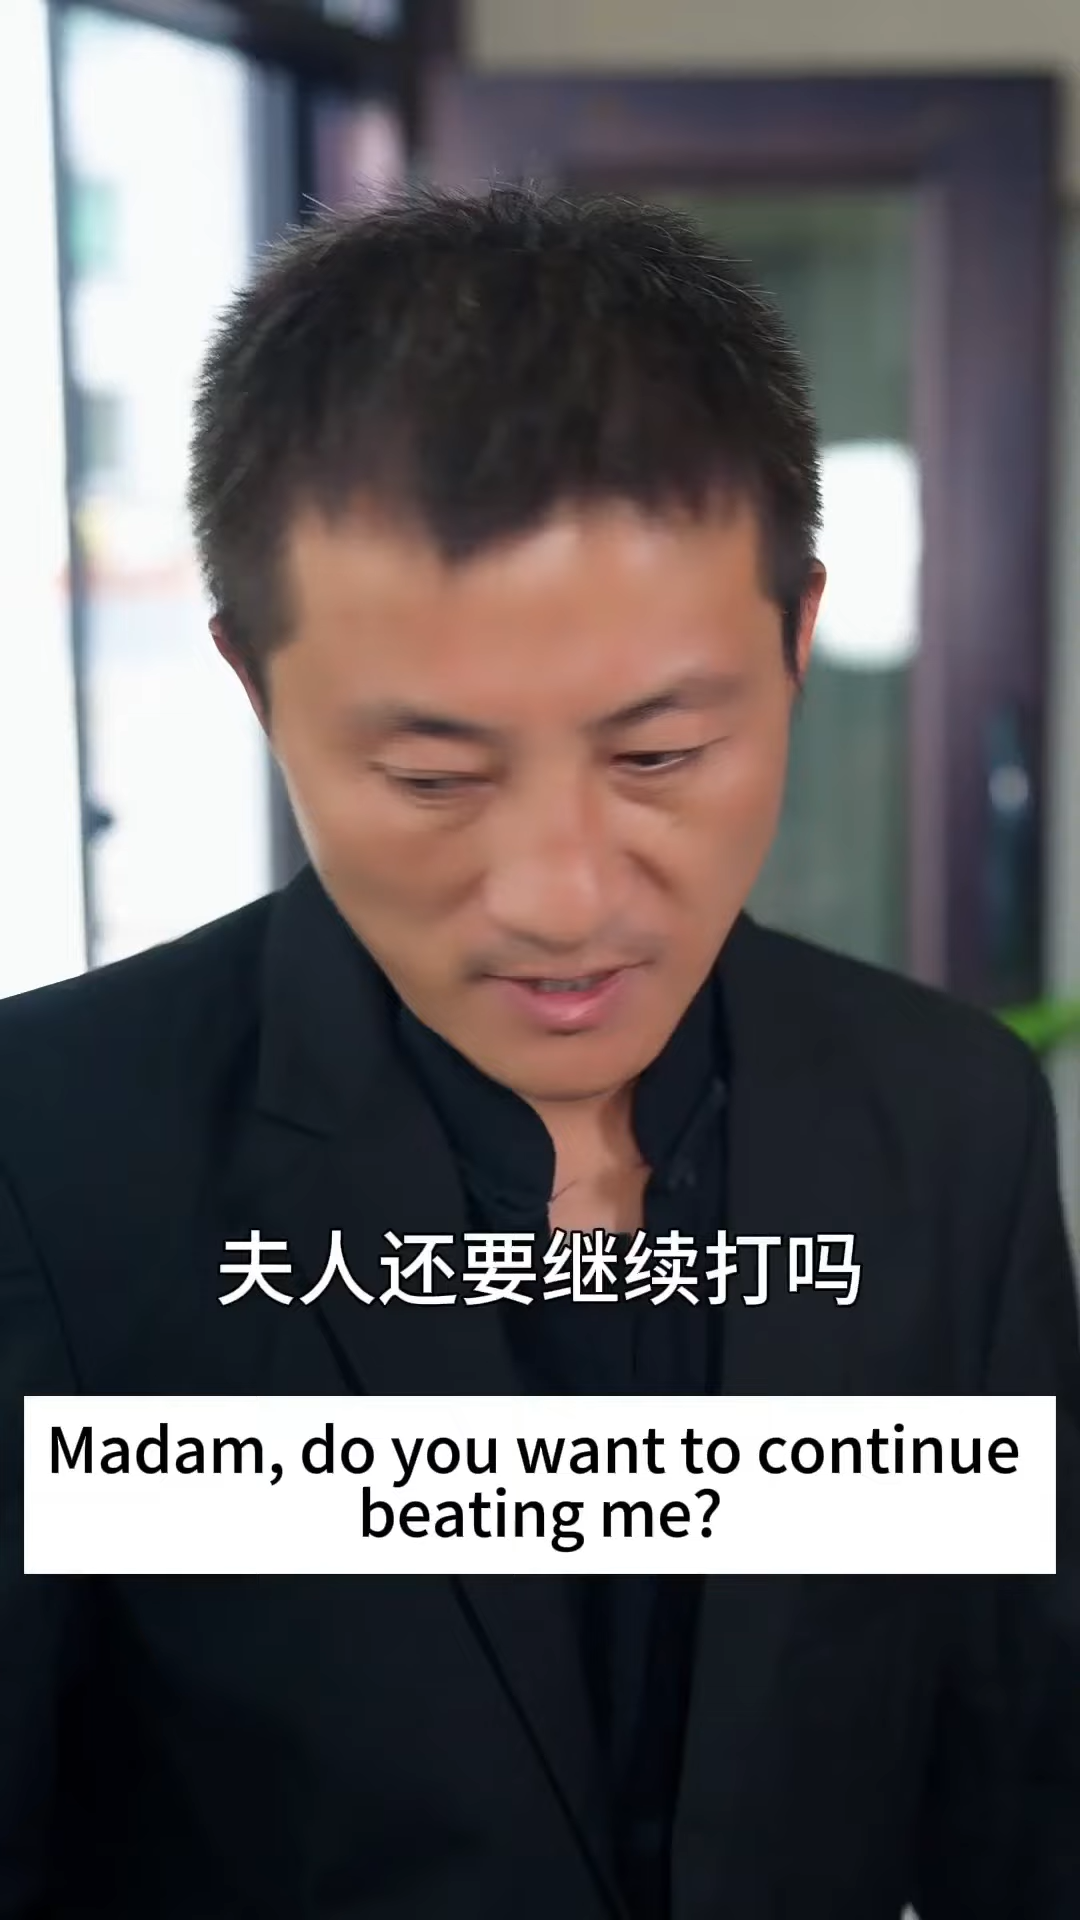 夫人还要继续打吗
Madam, do you want to continue
beating me?